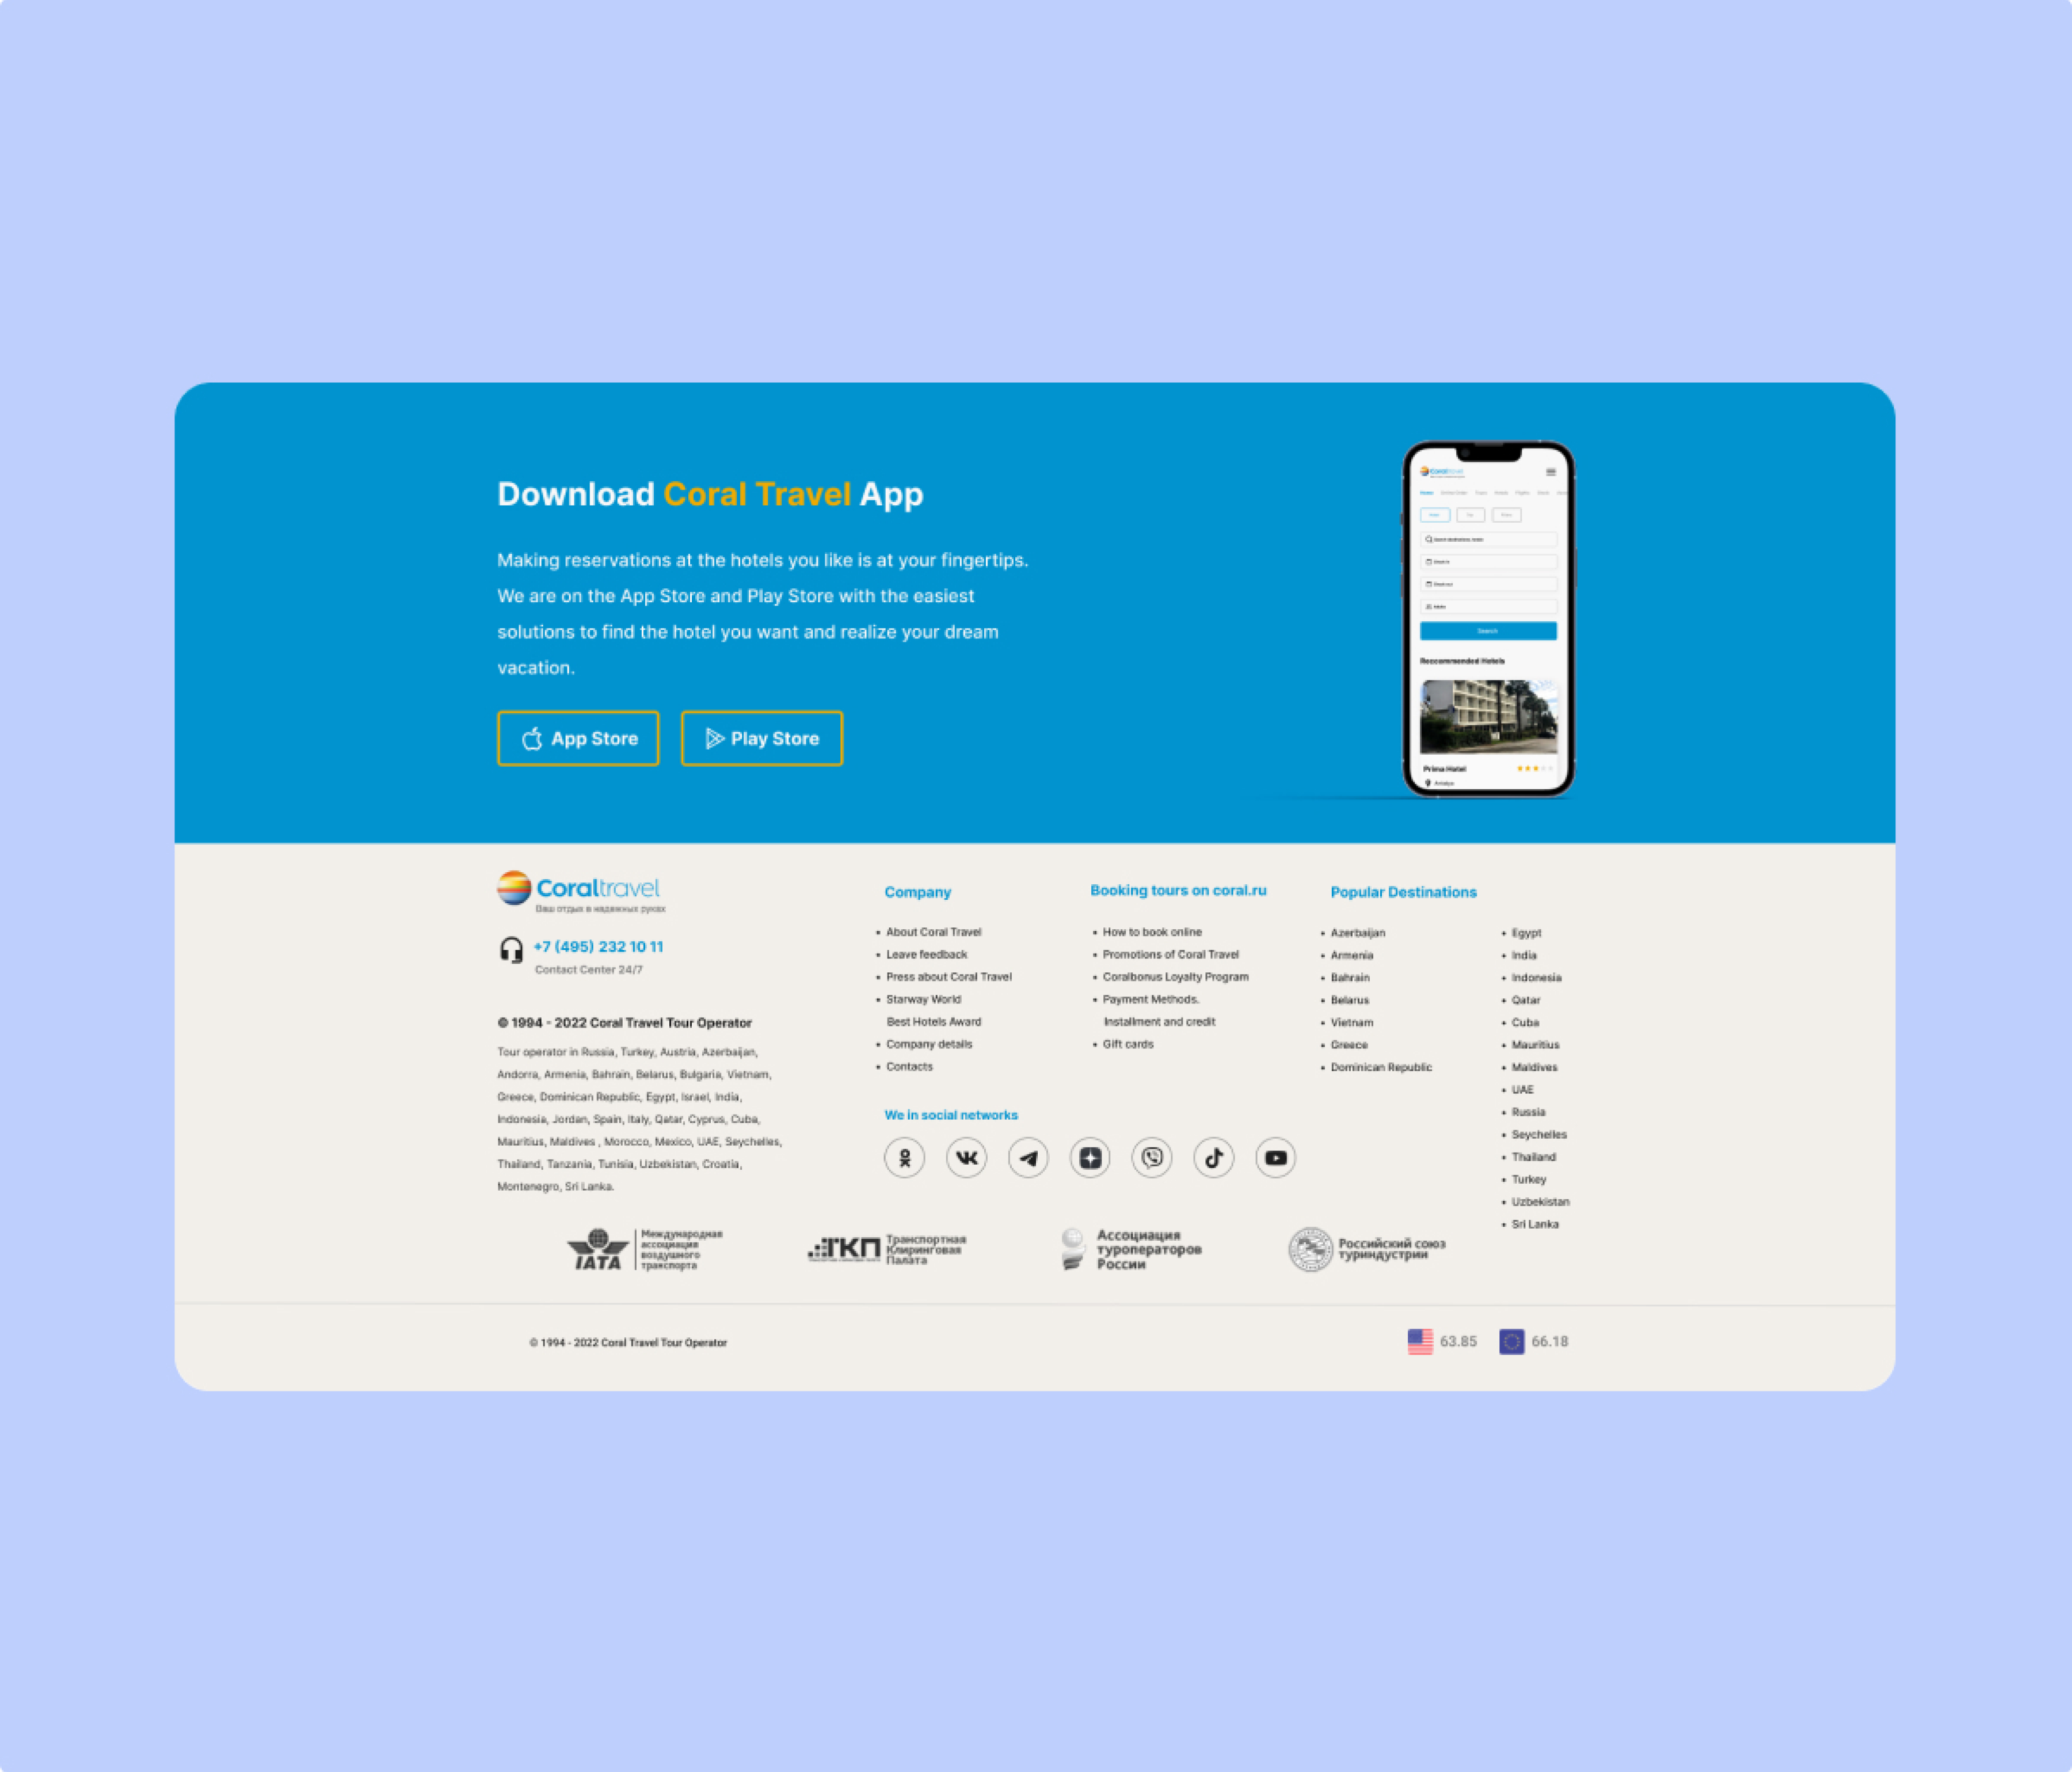 Download Coral Travel App
Making reservations at the hotels you like is at your fingertips.
We are on the App Store and Play Store with the easiest
solutions to find the hotel you want and realize your dream
vacation.
App Store
Play Store
Coraltravel
Home
Search
Reccommended Hotels
Prima Hotel
Antalya
Coraltravel
Ваш отдых в надежных руках
+7 (495) 232 10 11
Contact Center 24/7
© 1994 - 2022 Coral Travel Tour Operator
Tour operator in Russia, Turkey, Austria, Azerbaijan,
Andorra, Armenia, Bahrain, Belarus, Bulgaria, Vietnam,
Greece, Dominican Republic, Egypt, Israel, India,
Indonesia, Jordan, Spain, Italy, Qatar, Cyprus, Cuba,
Mauritius, Maldives , Morocco, Mexico, UAE, Seychelles,
Thailand, Tanzania, Tunisia, Uzbekistan, Croatia,
Montenegro, Sri Lanka.
Company
• About Coral Travel
• Leave feedback
• Press about Coral Travel
• Starway World
Best Hotels Award
• Company details
• Contacts
Booking tours on coral.ru
• How to book online
• Promotions of Coral Travel
• Coralbonus Loyalty Program
• Payment Methods.
Installment and credit
• Gift cards
Popular Destinations
• Azerbaijan
• Armenia
• Bahrain
• Belarus
• Vietnam
• Greece
• Dominican Republic
• Egypt
• India
• Indonesia
• Qatar
• Cuba
• Mauritius
• Maldives
• UAE
• Russia
• Seychelles
• Thailand
• Turkey
• Uzbekistan
• Sri Lanka
We in social networks
IATA
Международная
ассоциация
воздушного
транспорта
ТКП
Транспортная
Клиринговая
Палата
Ассоциация
туроператоров
России
Российский союз
туриндустрии
© 1994 - 2022 Coral Travel Tour Operator
63.85
66.18